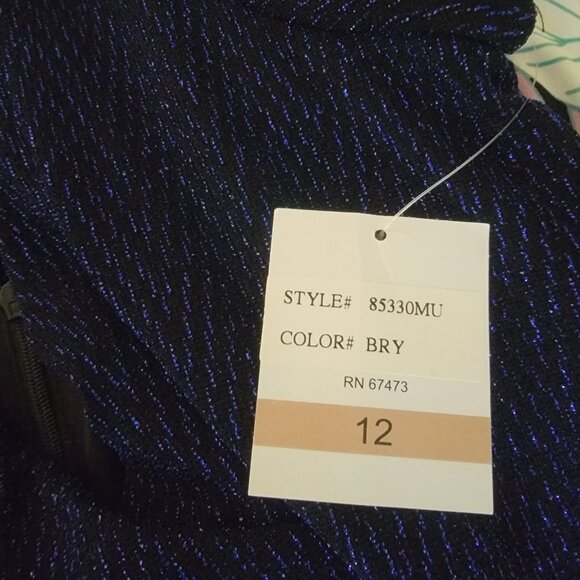 STYLE# 85330MU
COLOR# BRY
RN 67473
12